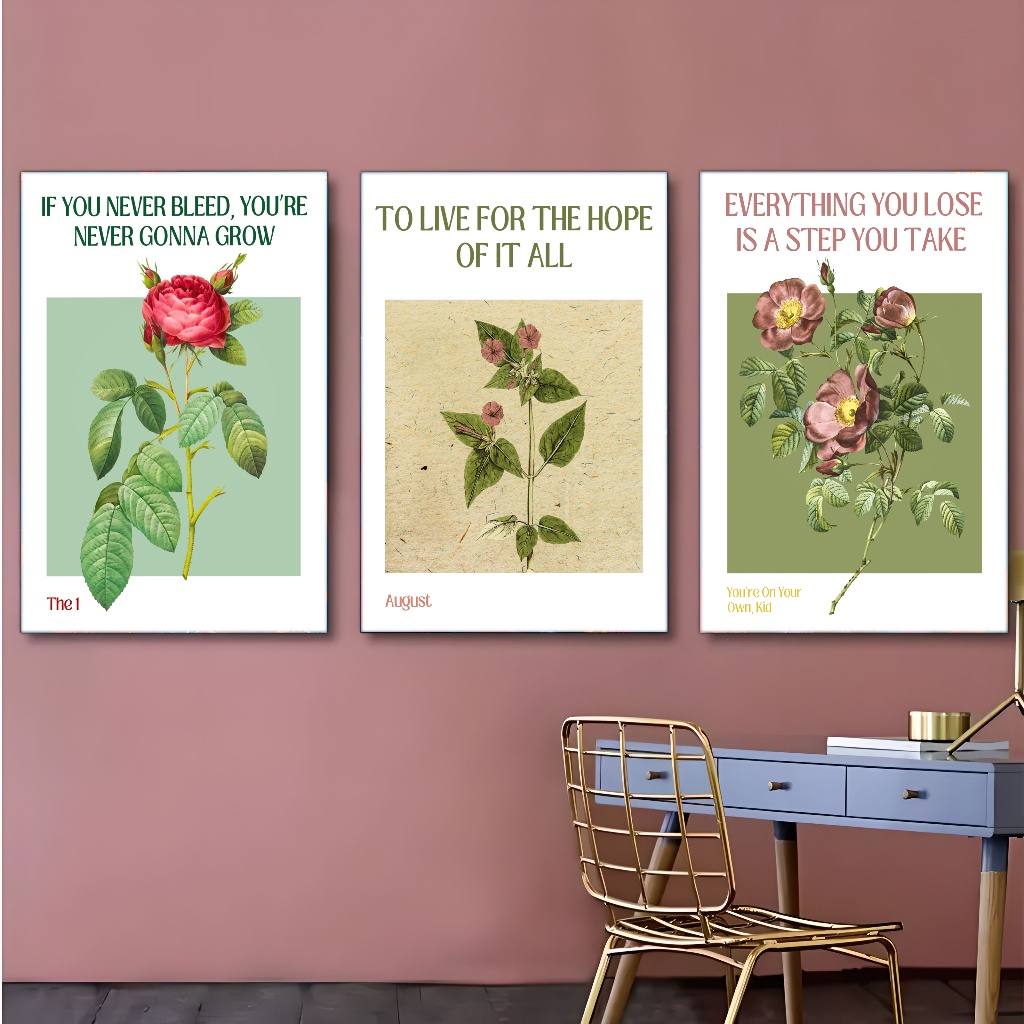 IF YOU NEVER BLEED, YOU'RE
NEVER GONNA GROW
The 1
TO LIVE FOR THE HOPE
OF IT ALL
August
EVERYTHING YOU LOSE
IS A STEP YOU TAKE
You're On Your
Own, Kid